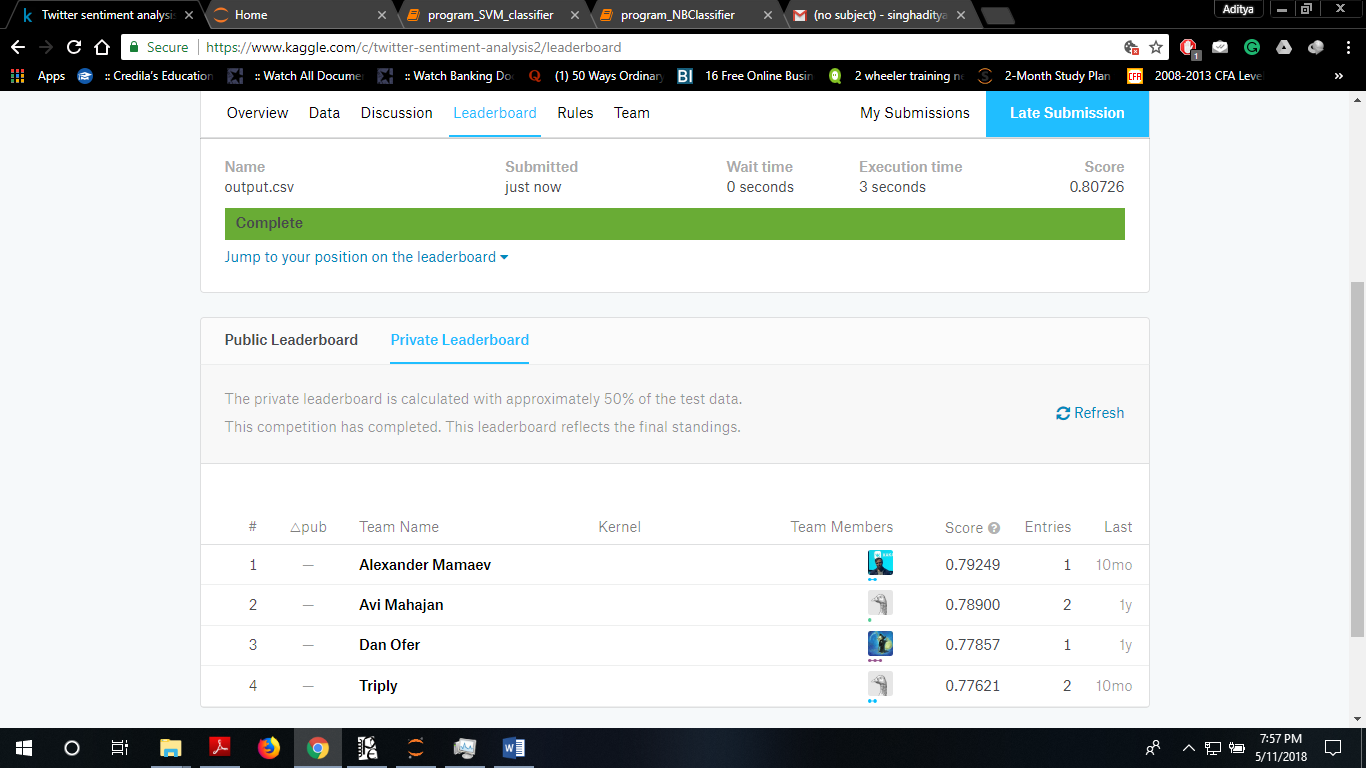 Twitter sentiment analysis
Home
program_SVM_classifier
program_NBClassifier
(no subject) - singhaditya
Aditya
Secure
https://www.kaggle.com/c/twitter-sentiment-analysis2/leaderboard
1
Apps
:: Credila's Education
:: Watch All Docume
:: Watch Banking Do
(1) 50 Ways Ordinary
16 Free Online Busin
2 wheeler training n
2-Month Study Plan
2008-2013 CFA Leve
»
Overview Data Discussion Leaderboard Rules Team My Submissions Late Submission
Name Submitted Wait time Execution time Score
output.csv just now 0 seconds 3 seconds 0.80726
Complete
Jump to your position on the leaderboard
Public Leaderboard Private Leaderboard
The private leaderboard is calculated with approximately 50% of the test data.
This competition has completed. This leaderboard reflects the final standings.
Refresh
# △pub Team Name Kernel Team Members Score Entries Last
1 — Alexander Mamaev 0.79249 1 10mo
2 — Avi Mahajan 0.78900 2 1y
3 — Dan Ofer 0.77857 1 1y
4 — Triply 0.77621 2 10mo
7:57 PM
5/11/2018